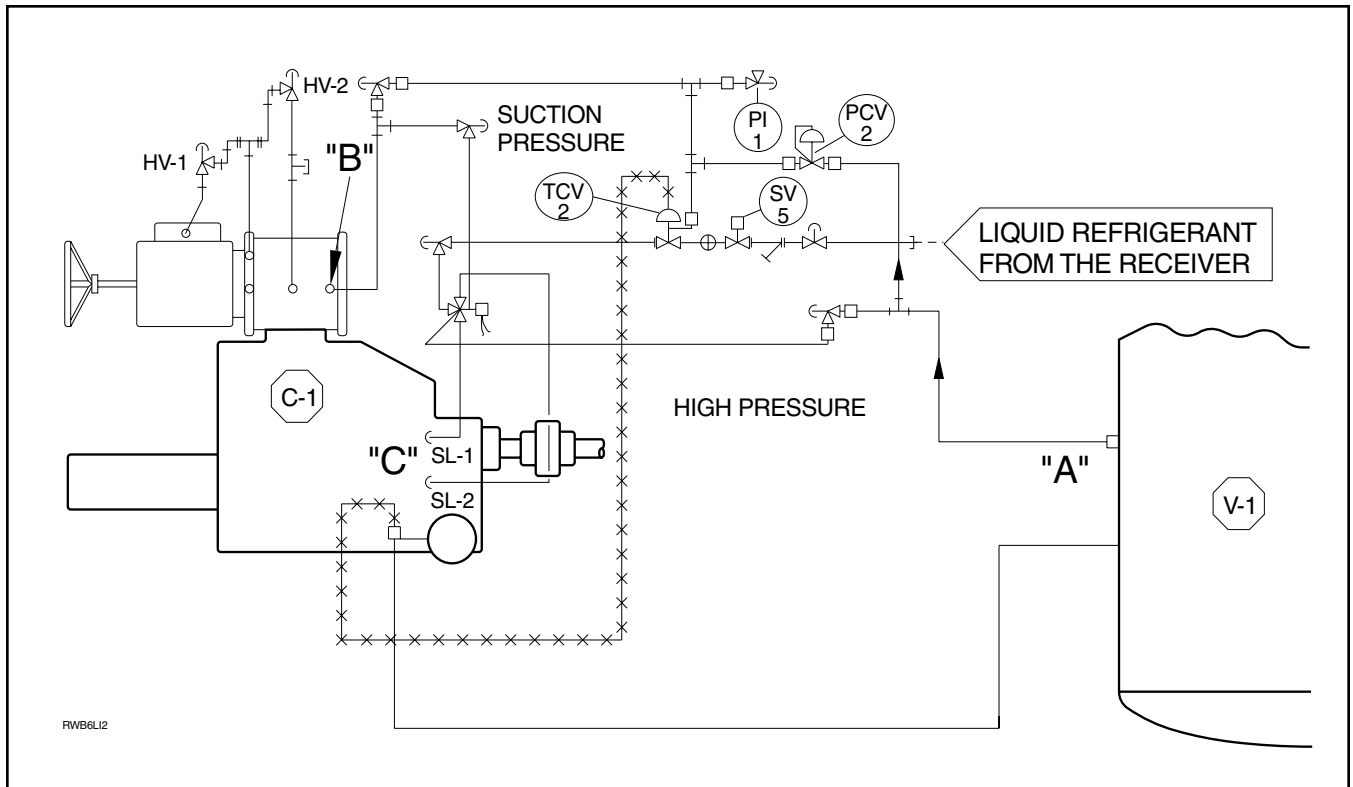 HV-2
HV-1
"B"
SUCTION
PRESSURE
PI
1
PCV
2
TCV
2
SV
5
LIQUID REFRIGERANT
FROM THE RECEIVER
C-1
HIGH PRESSURE
"C"
SL-1
SL-2
"A"
V-1
RWB6LI2